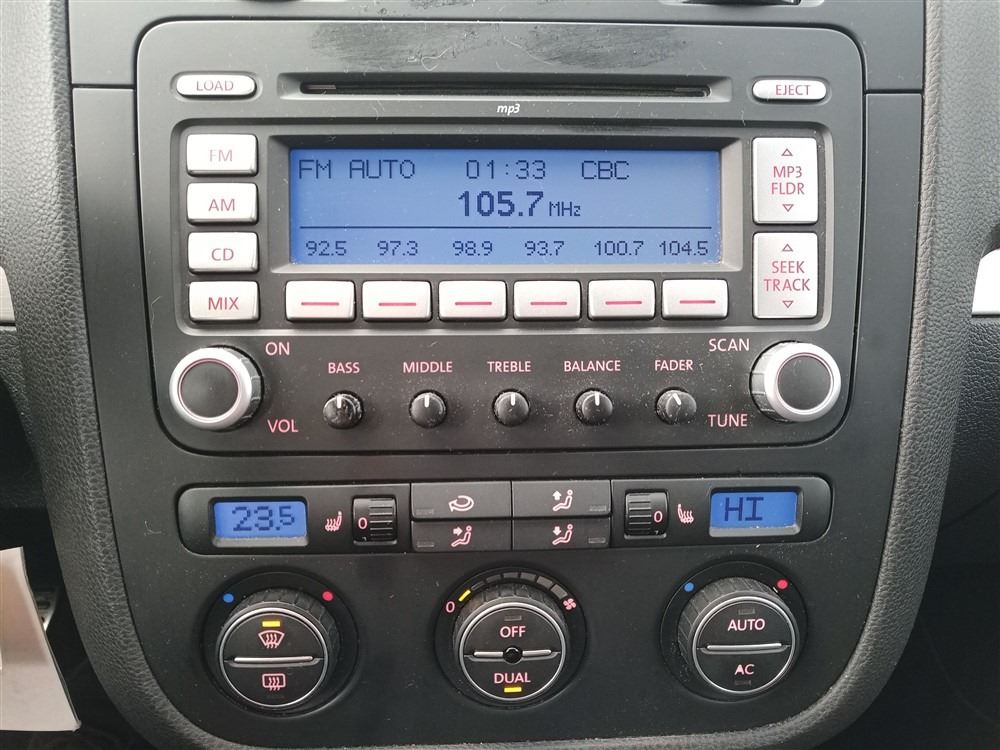 LOAD
EJECT
mp3
FM
AM
CD
MIX
FM AUTO 01:33 CBC
105.7 MHz
92.5 97.3 98.9 93.7 100.7 104.5
MP3
FLDR
SEEK
TRACK
ON
VOL
BASS MIDDLE TREBLE BALANCE FADER
SCAN
TUNE
23.5
0
0
HI
0
OFF
DUAL
AUTO
AC